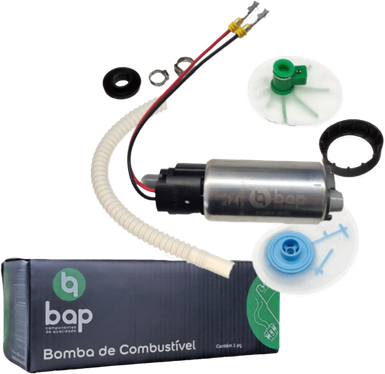 bap
bap
componentes
de qualidade
Bomba de Combustível
Contém 1 pç